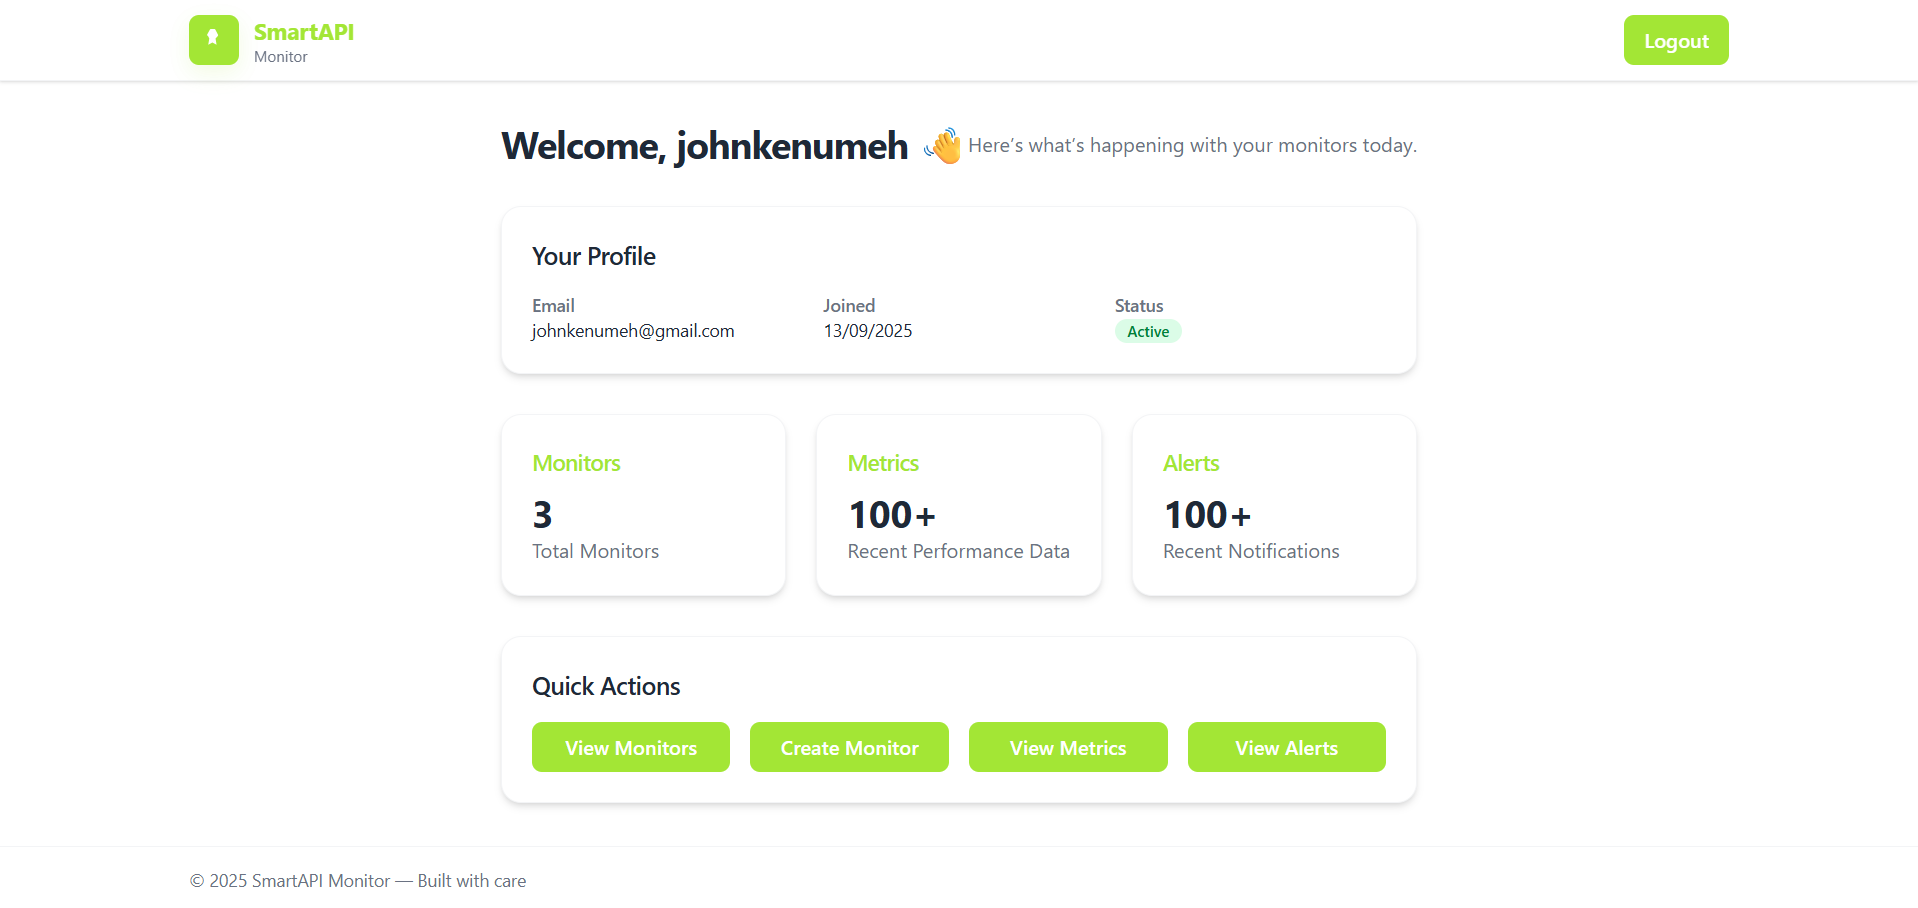 SmartAPI
Monitor
Logout
Welcome, johnkenumeh 👋 Here’s what’s happening with your monitors today.
Your Profile
Email Joined Status
johnkenumeh@gmail.com 13/09/2025 Active
Monitors Metrics Alerts
3 100+ 100+
Total Monitors Recent Performance Data Recent Notifications
Quick Actions
View Monitors Create Monitor View Metrics View Alerts
© 2025 SmartAPI Monitor — Built with care